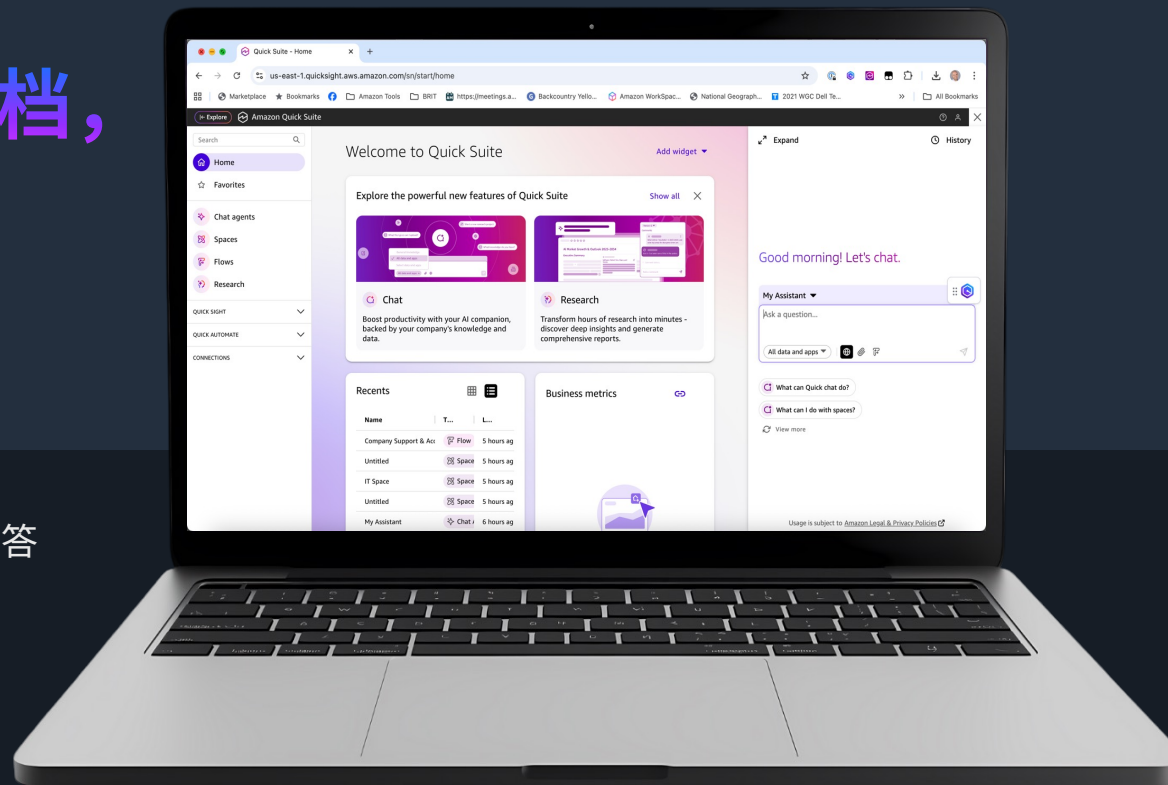 档，
答
Quick Suite - Home
us-east-1.quicksight.aws.amazon.com/sn/start/home
Marketplace
Bookmarks
Amazon Tools
BRIT
https://meetings.a...
Backcountry Yello...
Amazon WorkSpac...
National Geograph...
2021 WGC Dell Te...
»
All Bookmarks
Explore
Amazon Quick Suite
Search
Home
Favorites
Chat agents
Spaces
Flows
Research
QUICK SIGHT
QUICK AUTOMATE
CONNECTIONS
Welcome to Quick Suite
Add widget
Explore the powerful new features of Quick Suite
Show all
Chat
Boost productivity with your AI companion,
backed by your company's knowledge and
data.
Research
Transform hours of research into minutes -
discover deep insights and generate
comprehensive reports.
Recents
Name T... L...
Company Support & Acc Flow 5 hours ag
Untitled Space 5 hours ag
IT Space Space 5 hours ag
Untitled Space 5 hours ag
My Assistant Chat 6 hours ag
Business metrics
Expand
History
Good morning! Let's chat.
My Assistant
Ask a question...
All data and apps
What can Quick chat do?
What can I do with spaces?
View more
Usage is subject to Amazon Legal & Privacy Policies